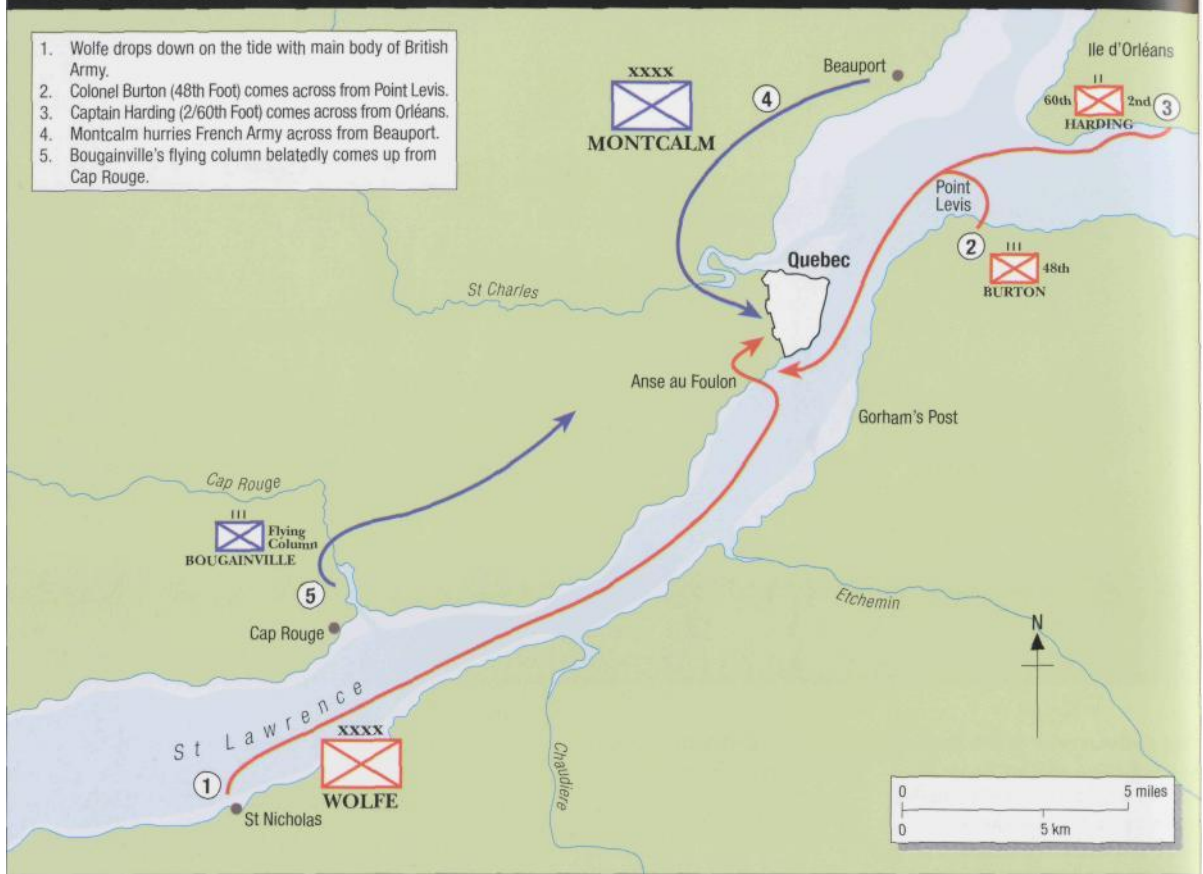 1. Wolfe drops down on the tide with main body of British
Army.
2. Colonel Burton (48th Foot) comes across from Point Levis.
3. Captain Harding (2/60th Foot) comes across from Orléans.
4. Montcalm hurries French Army across from Beauport.
5. Bougainville's flying column belatedly comes up from
Cap Rouge.
XXXX
MONTCALM
4
Beauport
Ile d'Orléans
II
60th 2nd
HARDING
3
Point
Levis
2
III
48th
BURTON
Quebec
St Charles
Anse au Foulon
Gorham's Post
Cap Rouge
III
Flying
Column
BOUGAINVILLE
5
Cap Rouge
Etchemin
N
St Lawrence
XXXX
WOLFE
1
St Nicholas
Chaudiere
0 5 miles
0 5 km